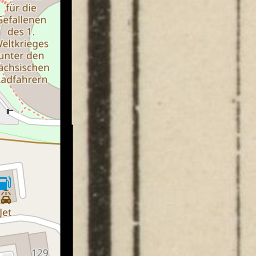 für die
Gefallenen
des 1.
Weltkrieges
unter den
sächsischen
Radfahrern
Jet
129